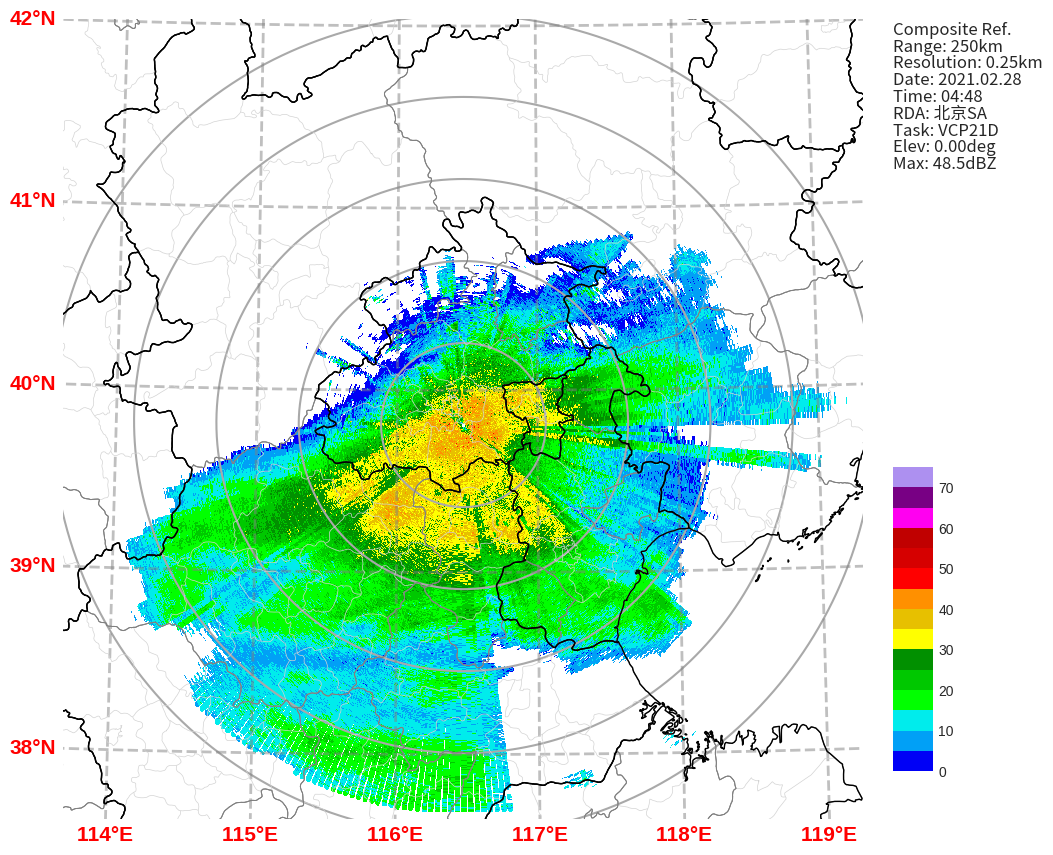 42°N
41°N
40°N
39°N
38°N
114°E
115°E
116°E
117°E
118°E
119°E
Composite Ref.
Range: 250km
Resolution: 0.25km
Date: 2021.02.28
Time: 04:48
RDA: 北京SA
Task: VCP21D
Elev: 0.00deg
Max: 48.5dBZ
70
60
50
40
30
20
10
0